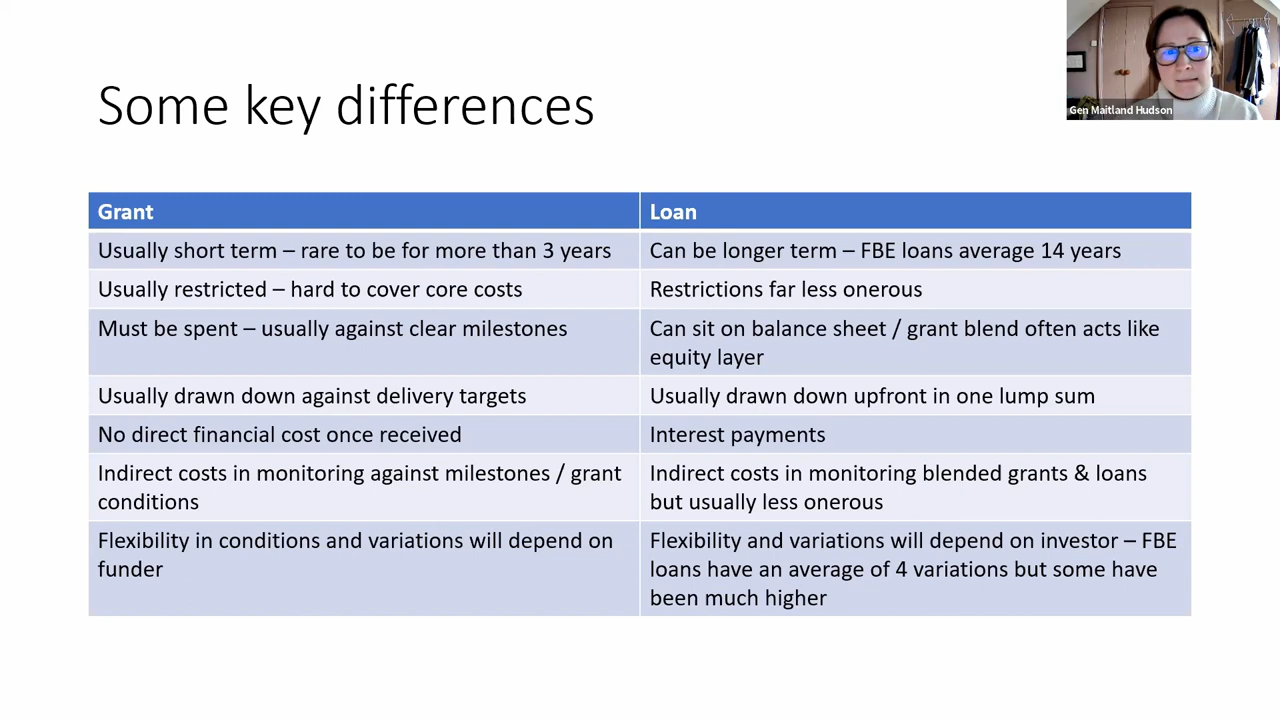 Some key differences
Gen Maitland Hudson
Grant
Loan
Usually short term – rare to be for more than 3 years
Can be longer term – FBE loans average 14 years
Usually restricted – hard to cover core costs
Restrictions far less onerous
Must be spent – usually against clear milestones
Can sit on balance sheet / grant blend often acts like
equity layer
Usually drawn down against delivery targets
Usually drawn down upfront in one lump sum
No direct financial cost once received
Interest payments
Indirect costs in monitoring against milestones / grant
conditions
Indirect costs in monitoring blended grants & loans
but usually less onerous
Flexibility in conditions and variations will depend on
funder
Flexibility and variations will depend on investor – FBE
loans have an average of 4 variations but some have
been much higher